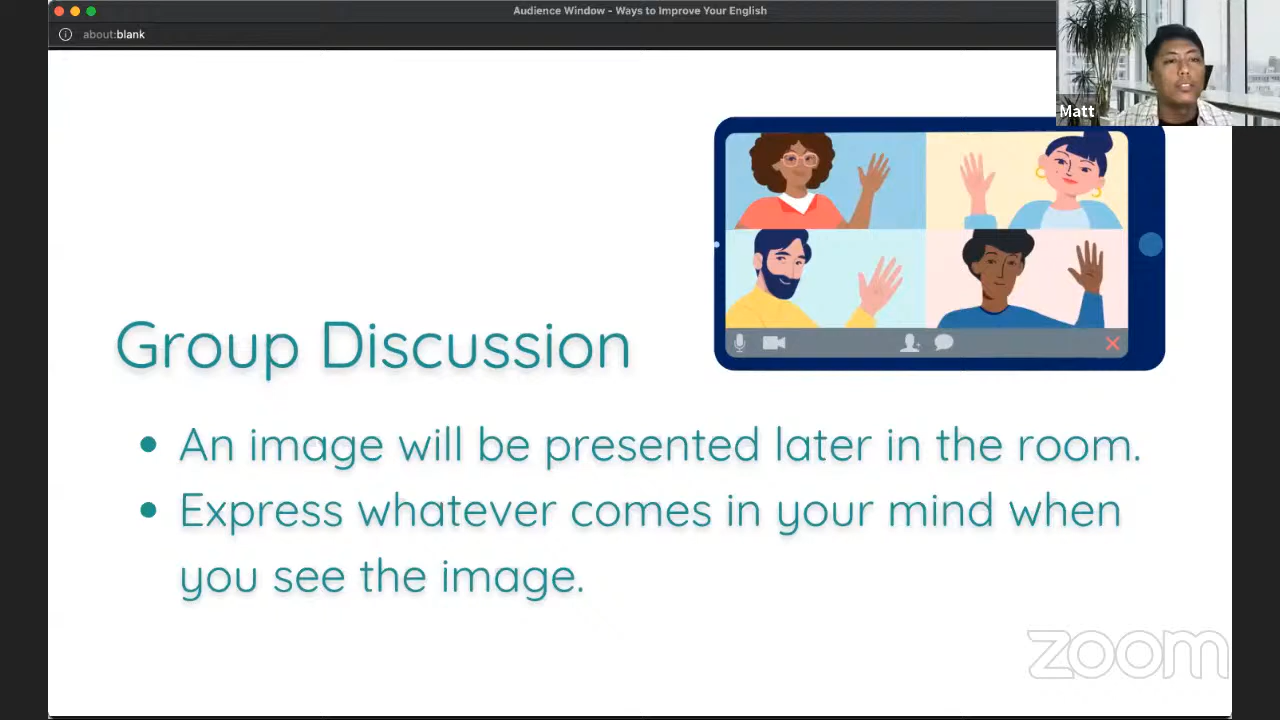 Audience Window - Ways to Improve Your English
about:blank
Matt
Group Discussion
• An image will be presented later in the room.
• Express whatever comes in your mind when
you see the image.
zoom